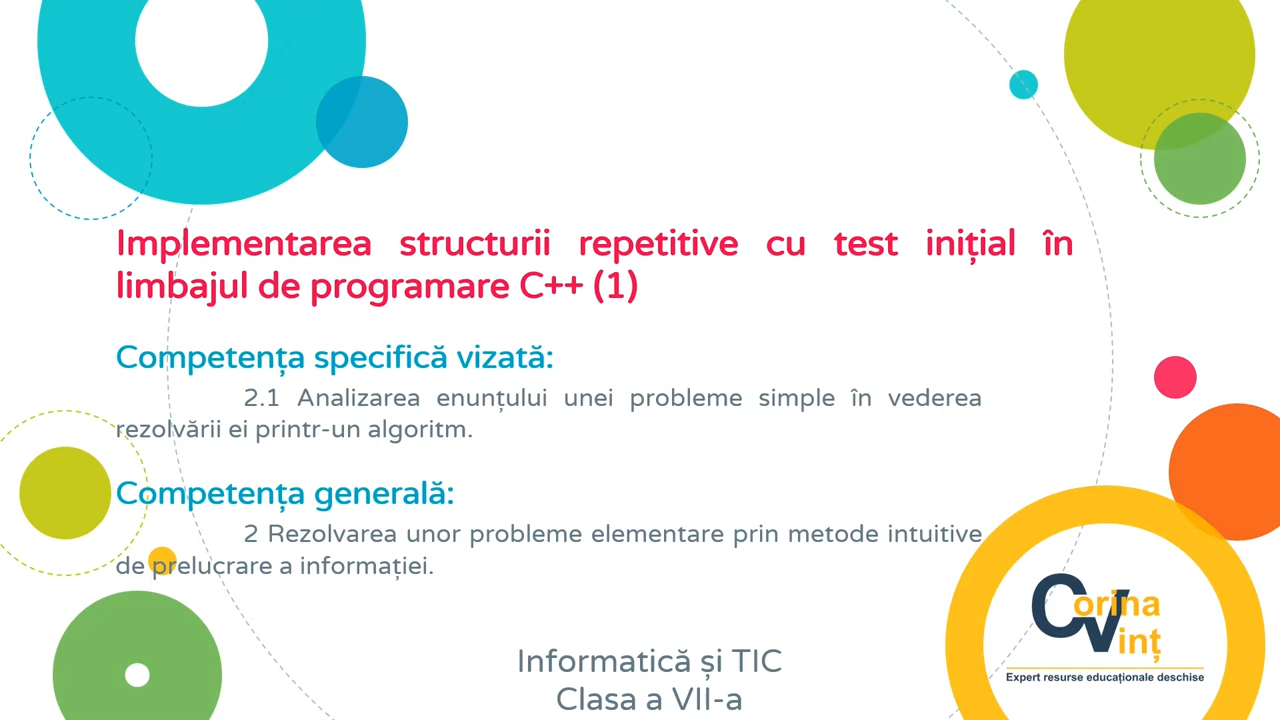 Implementarea structurii repetitive cu test inițial în
limbajul de programare C++ (1)
Competența specifică vizată:
2.1 Analizarea enunțului unei probleme simple în vederea
rezolvării ei printr-un algoritm.
Competența generală:
2 Rezolvarea unor probleme elementare prin metode intuitive
de prelucrare a informației.
Informatică și TIC
Clasa a VII-a
Corina
Vinț
Expert resurse educaționale deschise